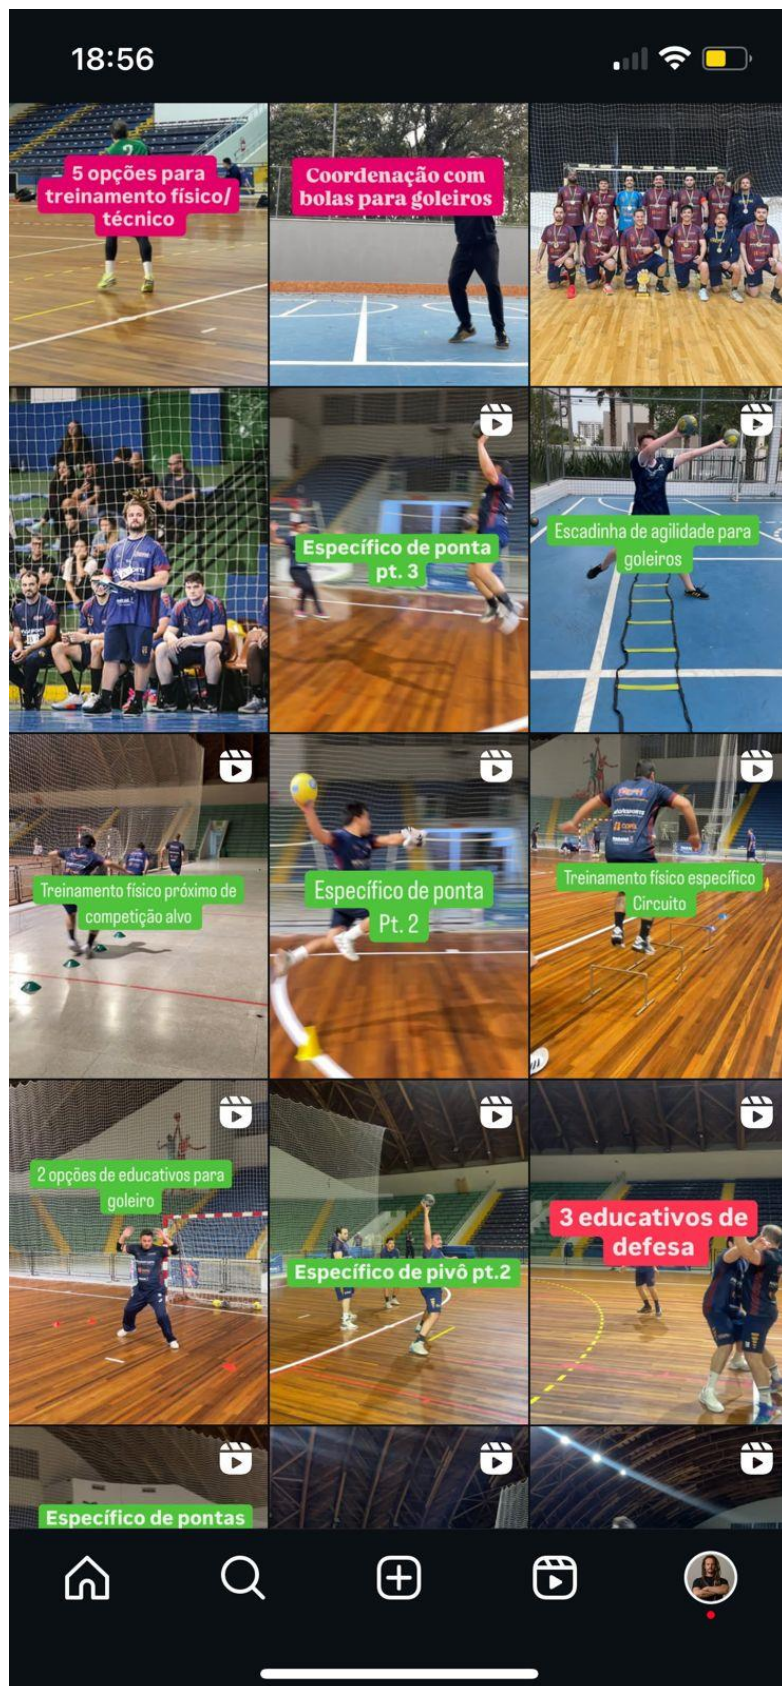 18:56
5 opções para
treinamento físico/
técnico
Coordenação com
bolas para goleiros
Específico de ponta
pt. 3
Escadinha de agilidade para
goleiros
Treinamento físico próximo de
competição alvo
Específico de ponta
Pt. 2
Treinamento físico específico
Circuito
2 opções de educativos para
goleiro
Específico de pivô pt.2
3 educativos de
defesa
Específico de pontas